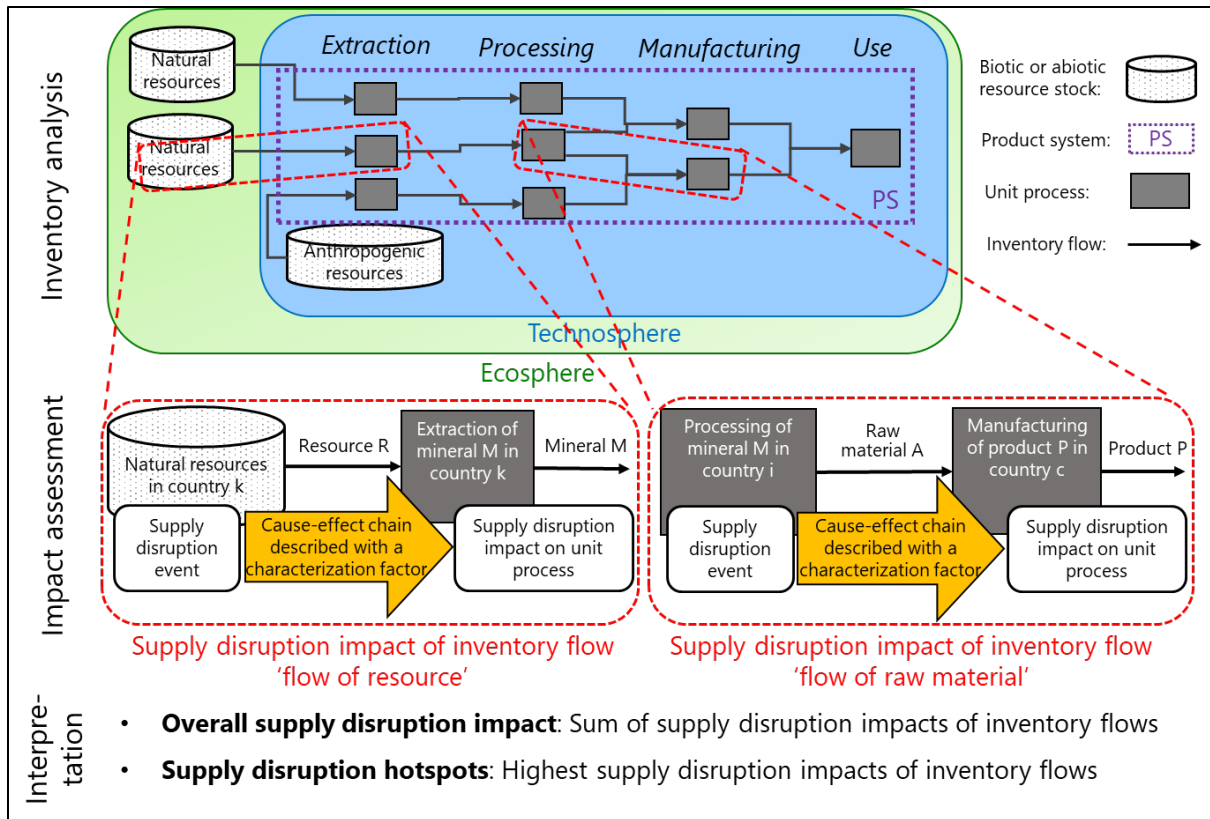 Inventory analysis
Extraction
Processing
Manufacturing
Use
Natural
resources
Natural
resources
Anthropogenic
resources
PS
Technosphere
Ecosphere
Biotic or abiotic
resource stock:
Product system:
PS
Unit process:
Inventory flow:
Impact assessment
Natural resources
in country k
Resource R
Extraction of
mineral M in
country k
Mineral M
Supply
disruption
event
Cause-effect chain
described with a
characterization factor
Supply disruption
impact on unit
process
Supply disruption impact of inventory flow
‘flow of resource’
Processing of
mineral M in
country i
Raw
material A
Manufacturing
of product P in
country c
Product P
Supply
disruption
event
Cause-effect chain
described with a
characterization factor
Supply disruption
impact on unit
process
Supply disruption impact of inventory flow
‘flow of raw material’
Interpre-
tation
• Overall supply disruption impact: Sum of supply disruption impacts of inventory flows
• Supply disruption hotspots: Highest supply disruption impacts of inventory flows